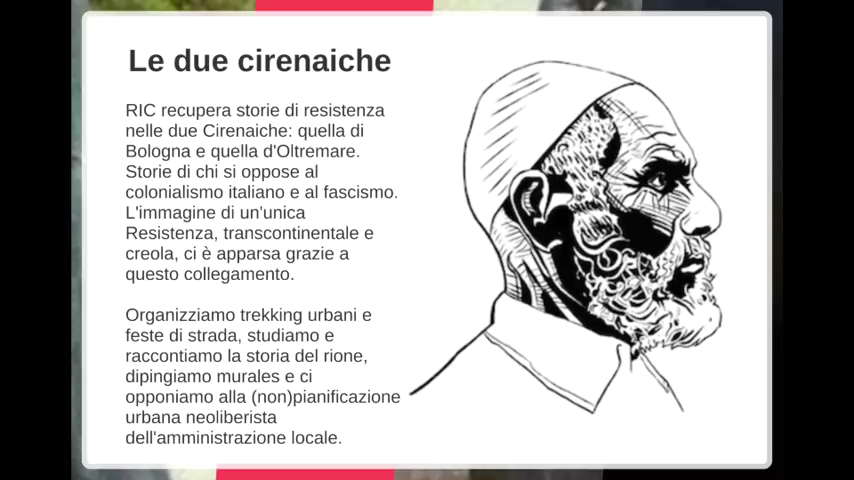 Le due cirenaiche
RIC recupera storie di resistenza
nelle due Cirenaiche: quella di
Bologna e quella d'Oltremare.
Storie di chi si oppose al
colonialismo italiano e al fascismo.
L'immagine di un'unica
Resistenza, transcontinentale e
creola, ci è apparsa grazie a
questo collegamento.
Organizziamo trekking urbani e
feste di strada, studiamo e
raccontiamo la storia del rione,
dipingiamo murales e ci
opponiamo alla (non)pianificazione
urbana neoliberista
dell'amministrazione locale.